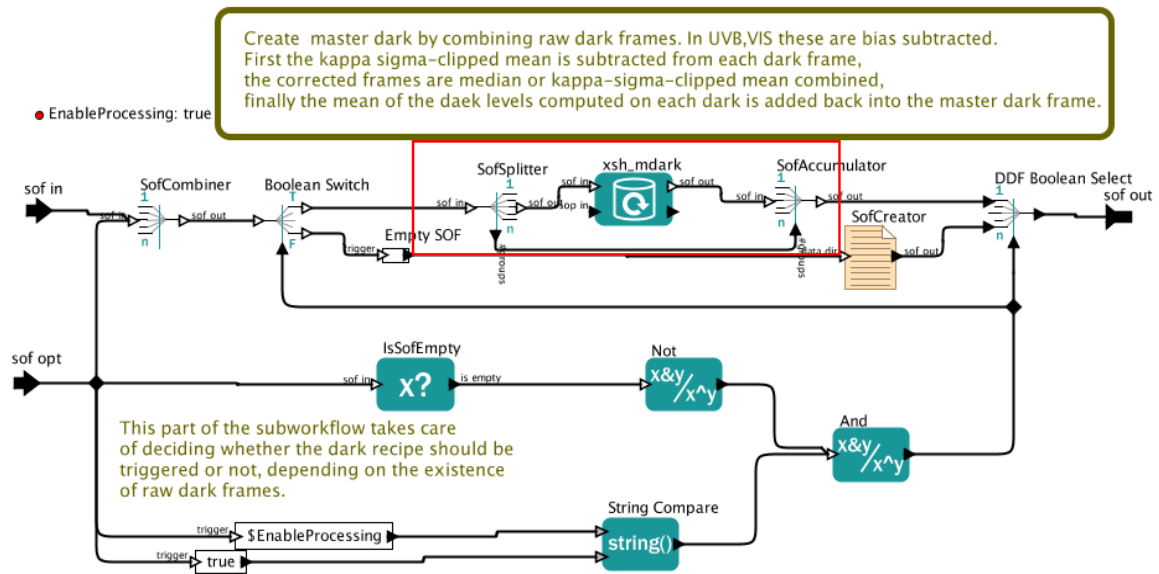 Create  master dark by combining raw dark frames. In UVB,VIS these are bias subtracted.
First the kappa sigma-clipped mean is subtracted from each dark frame,
the corrected frames are median or kappa-sigma-clipped mean combined,
finally the mean of the daek levels computed on each dark is added back into the master dark frame.
EnableProcessing: true
sof in
SofCombiner
Boolean Switch
SofSplitter
xsh_mdark
SofAccumulator
DDF Boolean Select
sof out
1
T
1
1
1
sof in
sof out
sof in
sof out
sof in
sof out
sof in
sof out
sop in
n
F
n
n
n
SofCreator
Empty SOF
trigger
#groups
#groups
data dir
sof out
sof opt
IsSofEmpty
Not
sof in
x?
is empty
x&y
/x^y
And
x&y
/x^y
This part of the subworkflow takes care
of deciding whether the dark recipe should be
triggered or not, depending on the existence
of raw dark frames.
String Compare
trigger
$EnableProcessing
string()
trigger
true